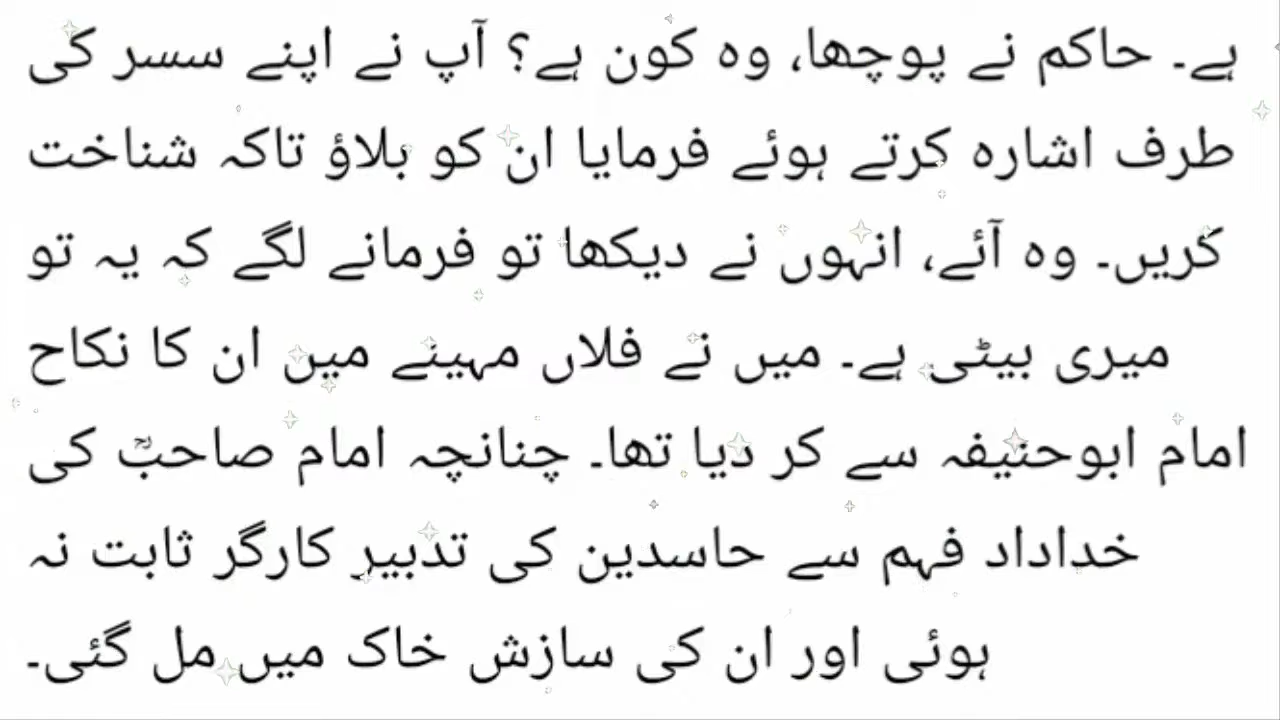 ہے۔ حاکم نے پوچھا، وہ کون ہے؟ آپ نے اپنے سسر کی
طرف اشارہ کرتے ہوئے فرمایا ان کو بلاؤ تاکہ شناخت
کریں۔ وہ آئے، انہوں نے دیکھا تو فرمانے لگے کہ یہ تو
میری بیٹی ہے۔ میں نے فلاں مہینے میں ان کا نکاح
امام ابوحنیفہ سے کر دیا تھا۔ چنانچہ امام صاحبؒ کی
خداداد فہم سے حاسدین کی تدبیر کارگر ثابت نہ
ہوئی اور ان کی سازش خاک میں مل گئی۔